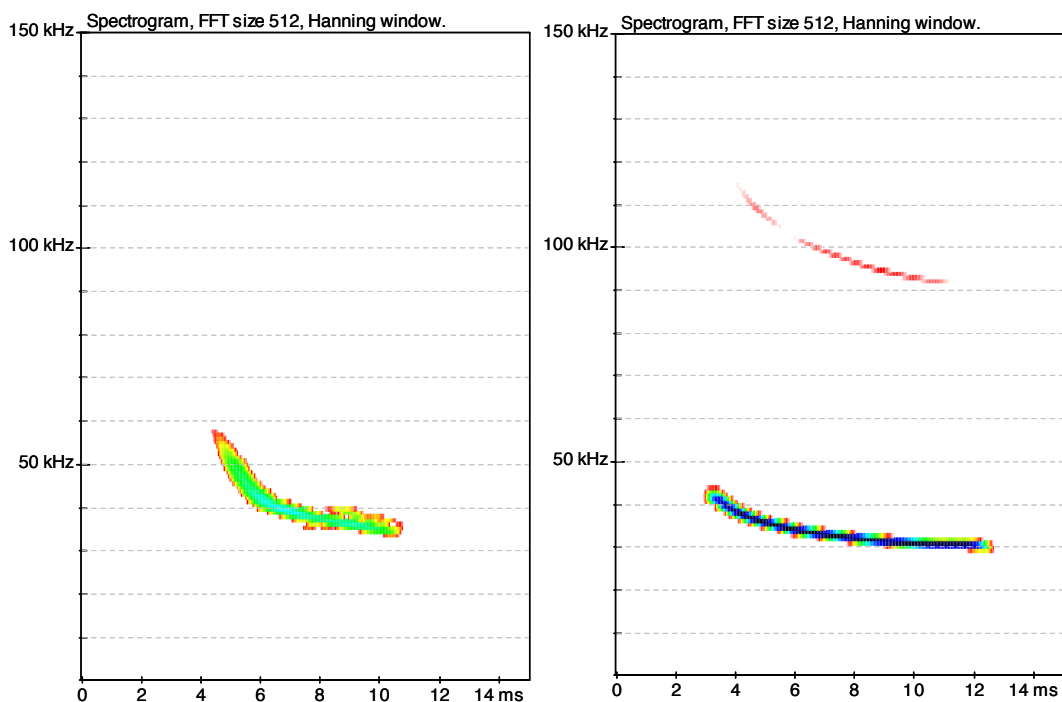 Spectrogram, FFT size 512, Hanning window.
150 kHz
100 kHz
50 kHz
0 2 4 6 8 10 12 14 ms
Spectrogram, FFT size 512, Hanning window.
150 kHz
100 kHz
50 kHz
0 2 4 6 8 10 12 14 ms